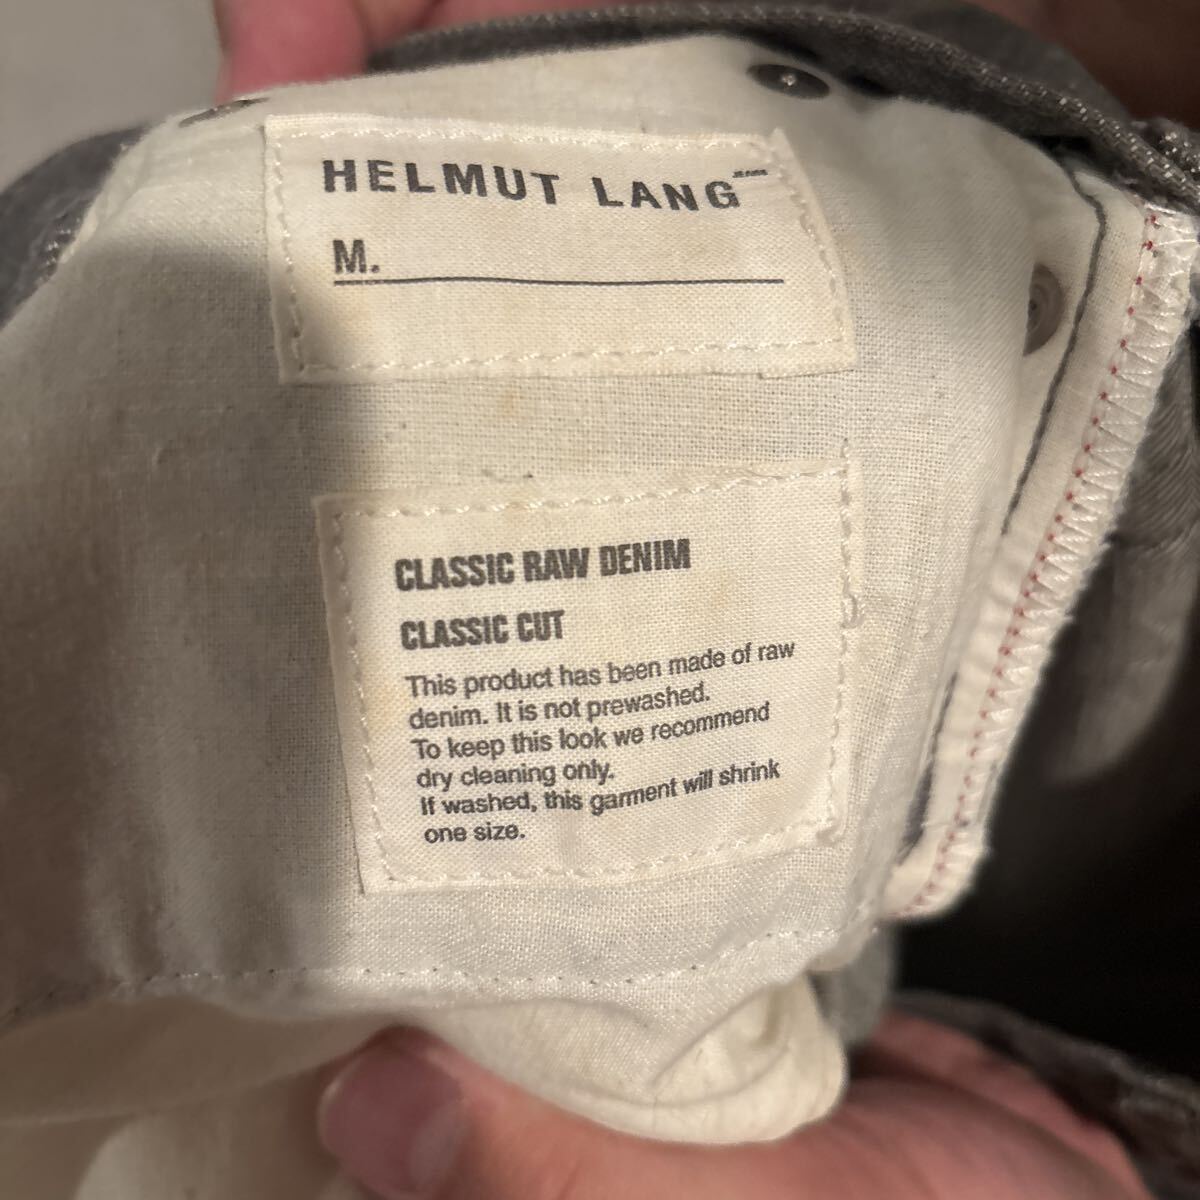 HELMUT LANG
M.
CLASSIC RAW DENIM
CLASSIC CUT
This product has been made of raw
denim. It is not prewashed.
To keep this look we recommend
dry cleaning only.
If washed, this garment will shrink
one size.